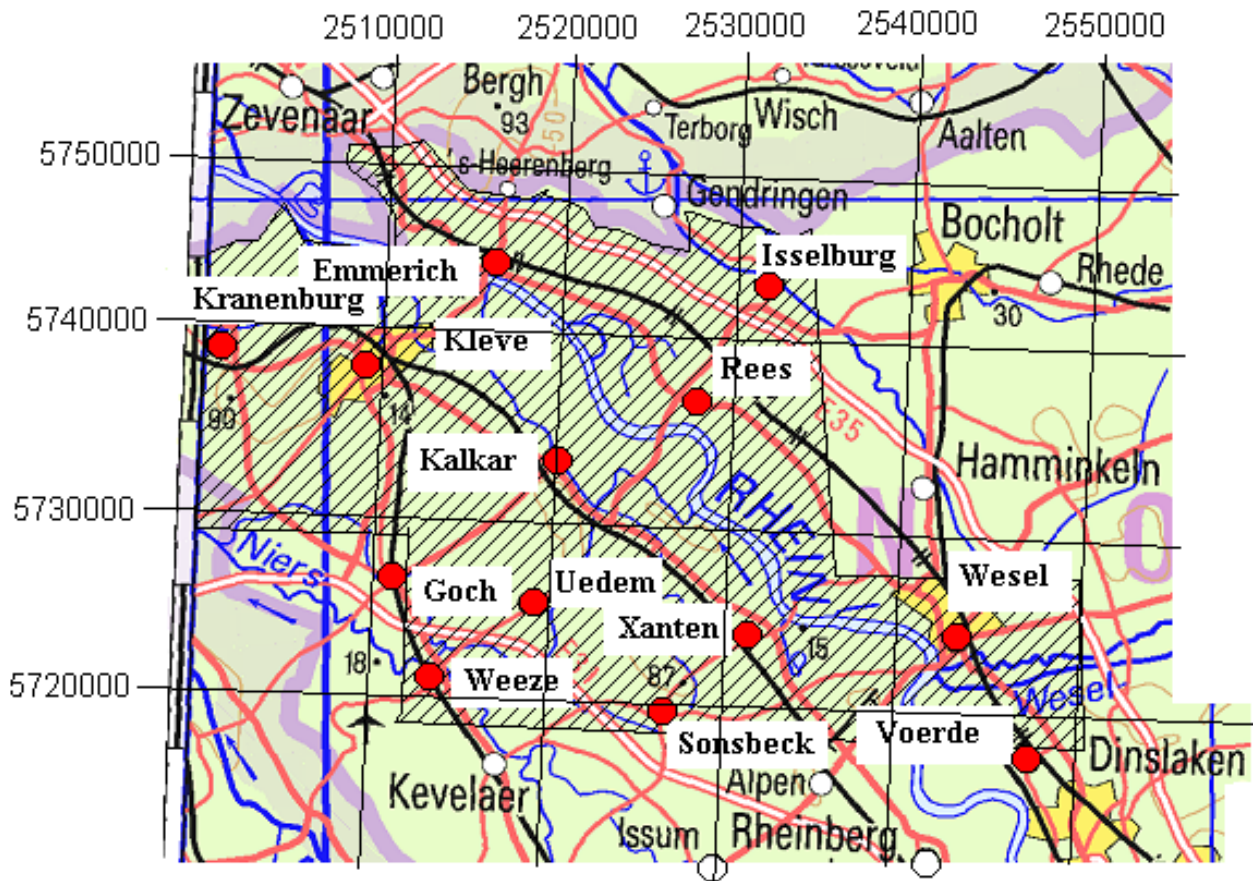 2510000 2520000 2530000 2540000 2550000
Bergh
Wisch
Zevenaar
93
Terborg
Aalten
50
5750000
's-Heerenberg
Gendringen
Bocholt
Isselburg
Emmerich
Rhede
Kranenburg
30
5740000
Kleve
Rees
90
14
E35
Kalkar
Hamminkeln
RHEIN
5730000
N O
Niers
Goch
Uedem
Wesel
Xanten
15
18
Weeze
87
5720000
E31
Wesel-
Sonsbeck
Voerde
Dinslaken
Kevelaer
Alpen
Issum
Rheinberg